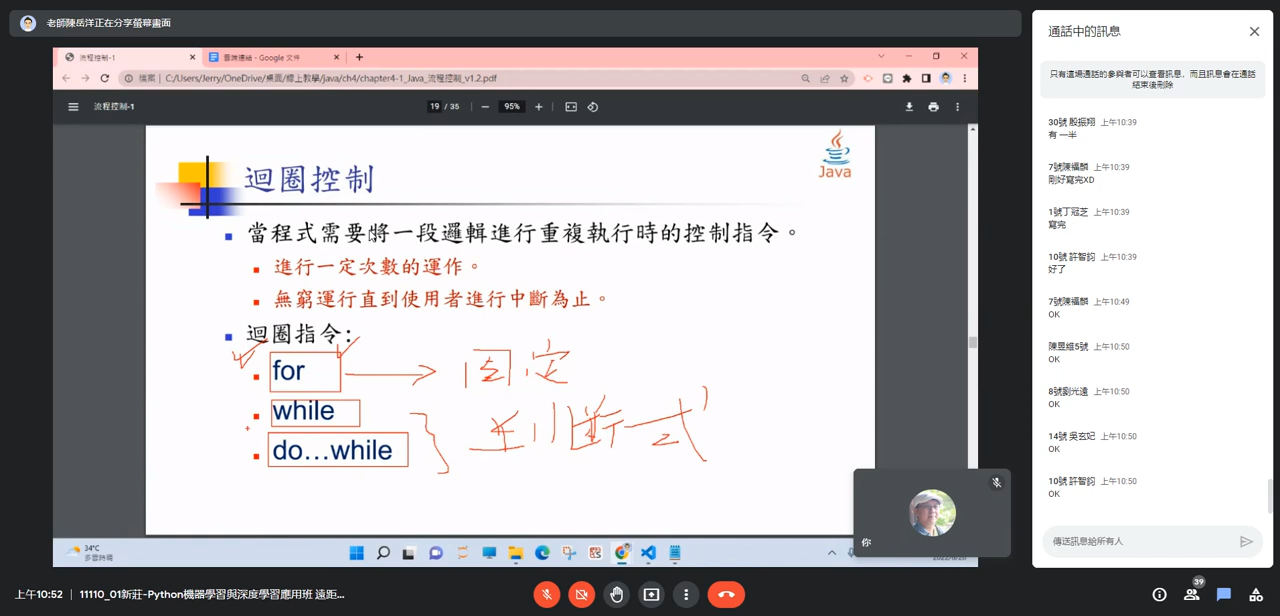 老師陳岳洋正在分享螢幕畫面
流程控制-1
雲端連結 - Google 文件
檔案 | C:/Users/Jerry/OneDrive/桌面/線上教學/java/ch4/chapter4-1_Java_流程控制_v1.2.pdf
流程控制-1
19 / 35
95%
Java
迴圈控制
當程式需要將一段邏輯進行重複執行時的控制指令。
進行一定次數的運作。
無窮運行直到使用者進行中斷為止。
迴圈指令:
for
固定
while
判斷式
do…while
34°C
多雲時晴
你
上午10:52 | 11110_01新莊-Python機器學習與深度學習應用班 遠距...
39
通話中的訊息
只有這場通話的參與者可以查看訊息,而且訊息會在通話
結束後刪除
30號 殷振翔 上午10:39
有 一半
7號陳福麟 上午10:39
剛好寫完XD
1號丁冠芝 上午10:39
寫完
10號 許智鈞 上午10:39
好了
7號陳福麟 上午10:49
OK
陳昱維5號 上午10:50
OK
8號劉光遠 上午10:50
OK
14號 吳玄妃 上午10:50
OK
10號 許智鈞 上午10:50
OK
傳送訊息給所有人